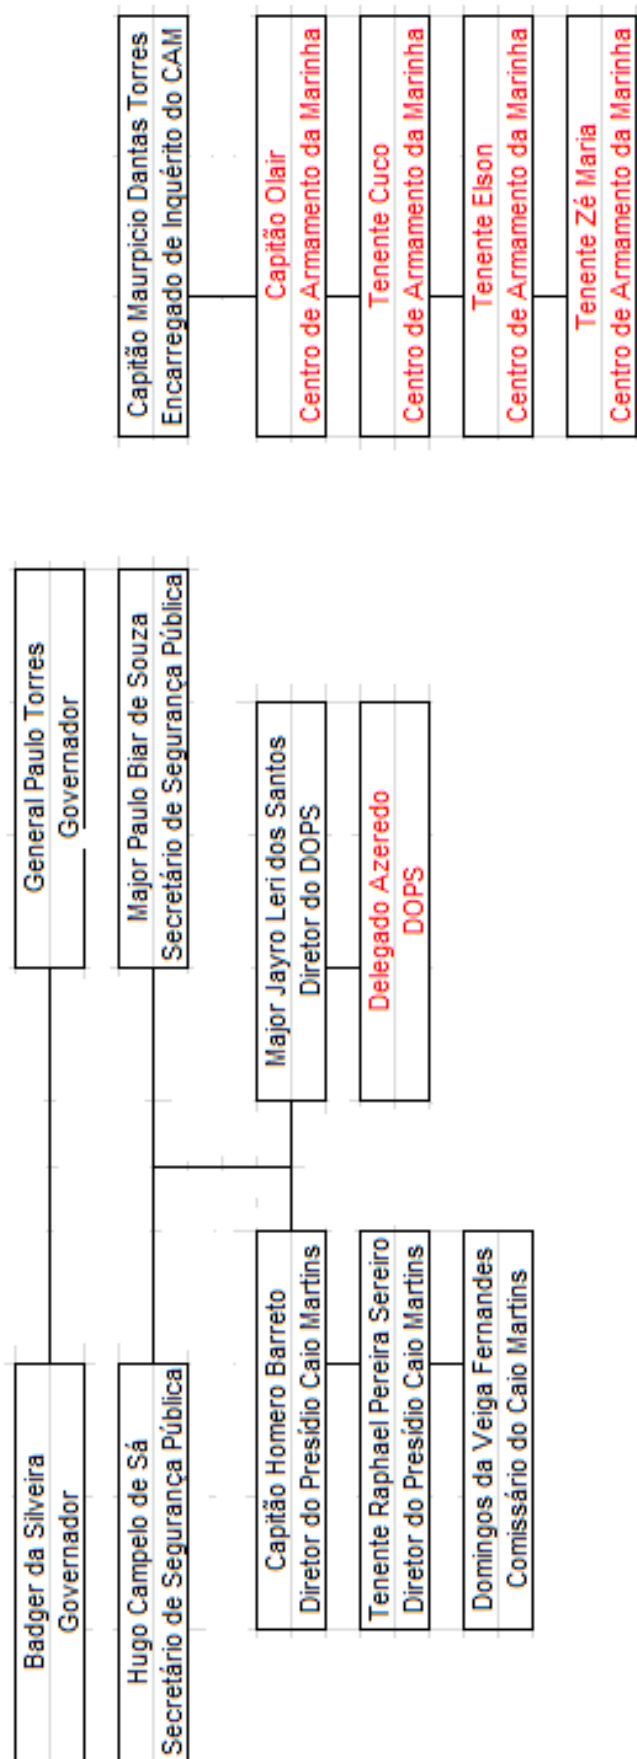 Badger da Silveira
Governador
General Paulo Torres
Governador
Hugo Campelo de Sá
Secretário de Segurança Pública
Major Paulo Biar de Souza
Secretário de Segurança Pública
Capitão Maurpicio Dantas Torres
Encarregado de Inquérito do CAM
Capitão Homero Barreto
Diretor do Presídio Caio Martins
Major Jayro Leri dos Santos
Diretor do DOPS
Capitão Olair
Centro de Armamento da Marinha
Tenente Raphael Pereira Sereiro
Diretor do Presídio Caio Martins
Delegado Azeredo
DOPS
Tenente Cuco
Centro de Armamento da Marinha
Domingos da Veiga Fernandes
Comissário do Caio Martins
Tenente Elson
Centro de Armamento da Marinha
Tenente Zé Maria
Centro de Armamento da Marinha